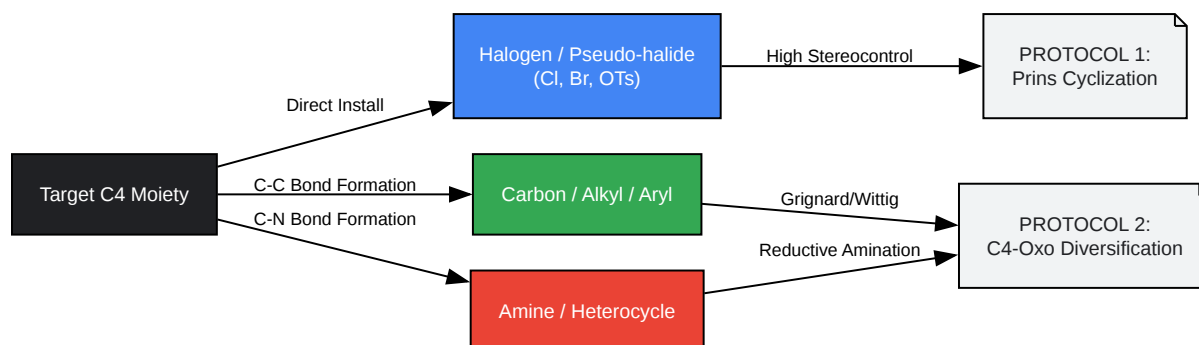 Halogen / Pseudo-halide
(Cl, Br, OTs)
High Stereocontrol
PROTOCOL 1:
Prins Cyclization
Direct Install
Target C4 Moiety
C-C Bond Formation
Carbon / Alkyl / Aryl
Grignard/Wittig
C-N Bond Formation
PROTOCOL 2:
C4-Oxo Diversification
Reductive Amination
Amine / Heterocycle